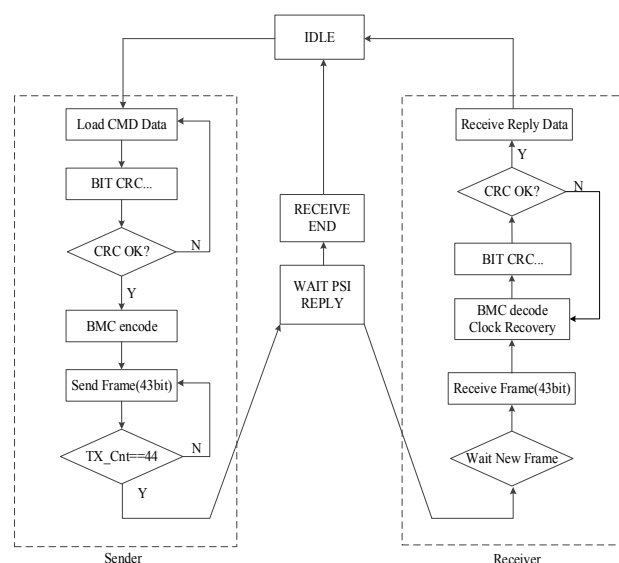 IDLE
Load CMD Data
BIT CRC...
CRC OK?
N
Y
BMC encode
Send Frame(43bit)
TX_Cnt==44
N
Y
Sender
RECEIVE
END
WAIT PSI
REPLY
Receive Reply Data
Y
CRC OK?
N
BIT CRC...
BMC decode
Clock Recovery
Receive Frame(43bit)
Wait New Frame
Receiver